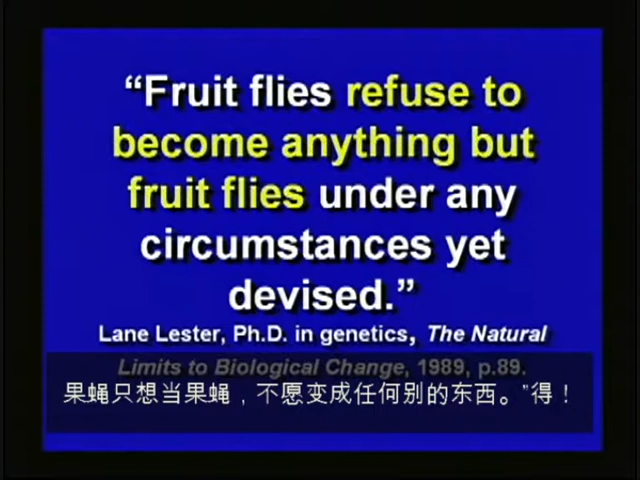 “Fruit flies refuse to
become anything but
fruit flies under any
circumstances yet
devised.”
Lane Lester, Ph.D. in genetics, The Natural
Limits to Biological Change, 1989, p.89.
果蝇只想当果蝇，不愿变成任何别的东西。”得！